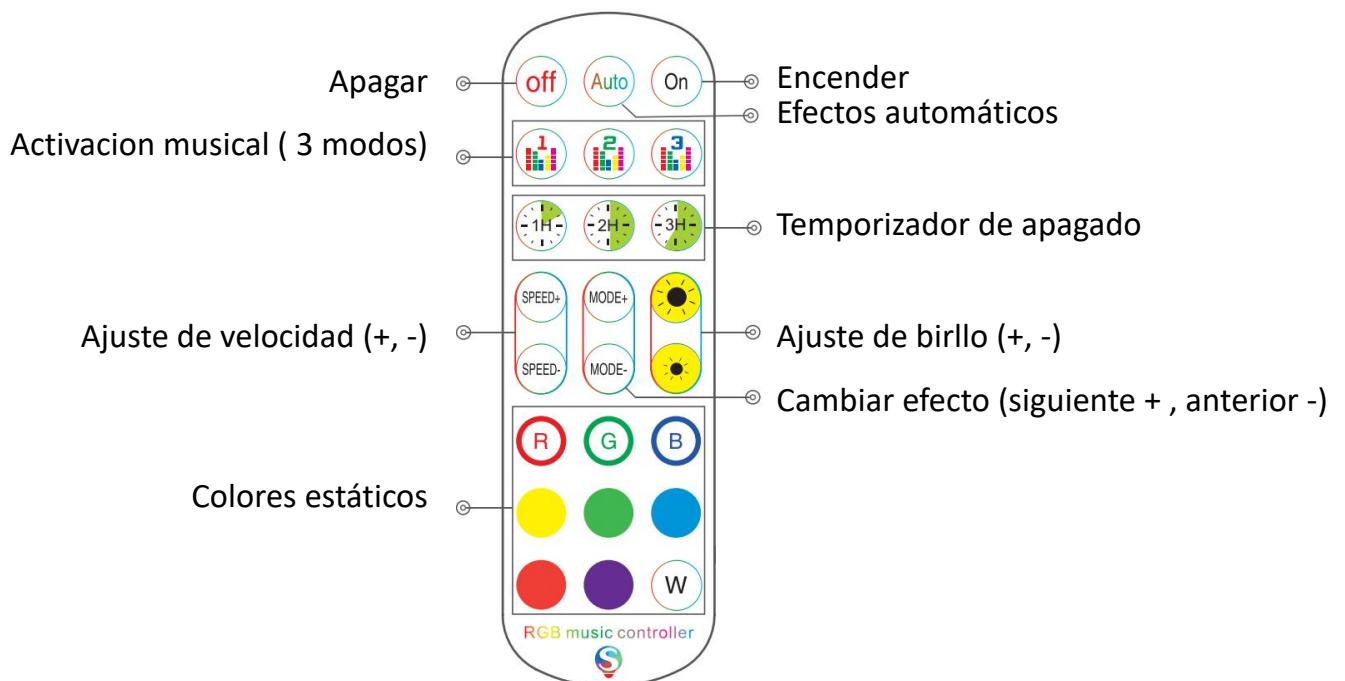 Apagar
off
Auto
On
Encender
Efectos automáticos
Activacion musical ( 3 modos)
1
2
3
1H
2H
3H
Temporizador de apagado
SPEED+
MODE+
Ajuste de velocidad (+, -)
Ajuste de birllo (+, -)
SPEED-
MODE-
Cambiar efecto (siguiente + , anterior -)
R
G
B
Colores estáticos
W
RGB music controller
S